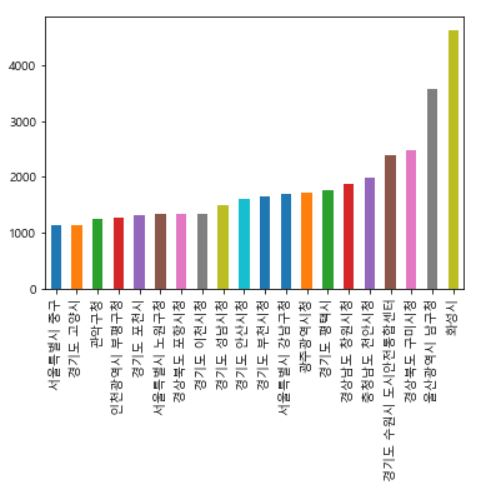 4000
3000
2000
1000
0
서울특별시 중구
경기도 고양시
관악구청
인천광역시 부평구청
경기도 포천시
서울특별시 노원구청
경상북도 포항시청
경기도 이천시청
경기도 성남시청
경기도 안산시청
경기도 부천시청
서울특별시 강남구청
광주광역시청
경기도 평택시
경상남도 창원시청
충청남도 천안시청
경기도 수원시 도시안전통합센터
경상북도 구미시청
울산광역시 남구청
화성시